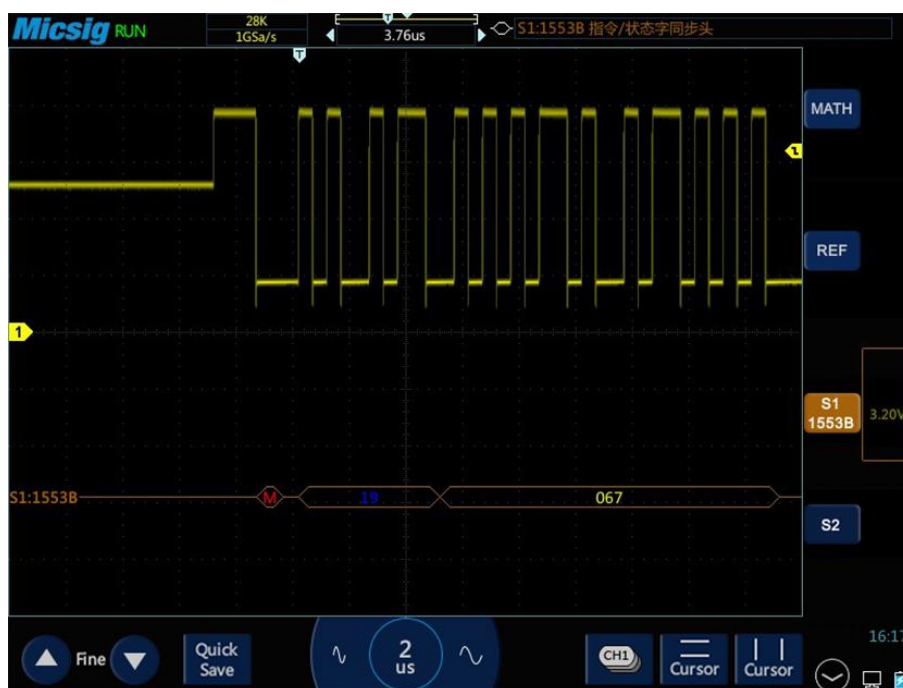 Micsig RUN
28K
1GSa/s
T
3.76us
S1:1553B 指令/状态字同步头
T
MATH
REF
1
S1
1553B
3.20V
S1:1553B
M
19
067
S2
Fine
Quick
Save
2
us
CH1
Cursor
Cursor
16:17